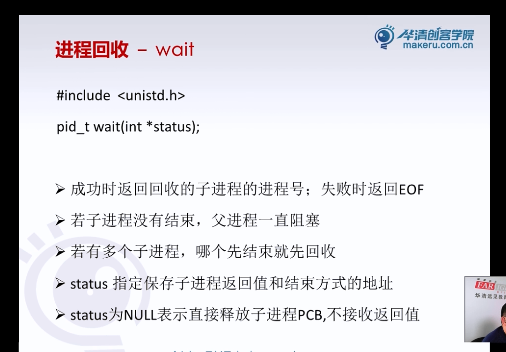 进程回收 – wait
华清创客学院
makeru.com.cn
#include <unistd.h>
pid_t wait(int *status);
➢ 成功时返回回收的子进程的进程号；失败时返回EOF
➢ 若子进程没有结束，父进程一直阻塞
➢ 若有多个子进程，哪个先结束就先回收
➢ status 指定保存子进程返回值和结束方式的地址
➢ status为NULL表示直接释放子进程PCB,不接收返回值
FAR